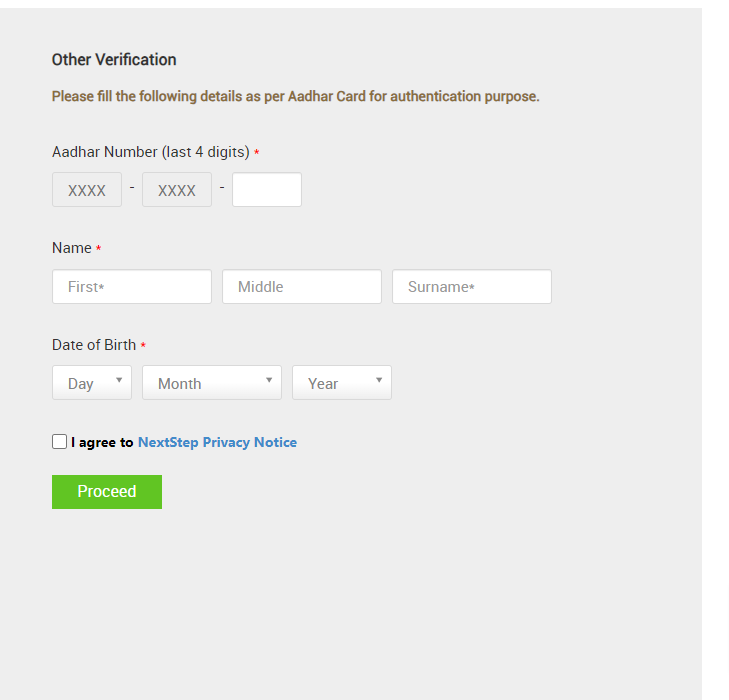 Other Verification
Please fill the following details as per Aadhar Card for authentication purpose.
Aadhar Number (last 4 digits) *
XXXX - XXXX -
Name *
First* Middle Surname*
Date of Birth *
Day Month Year
I agree to NextStep Privacy Notice
Proceed